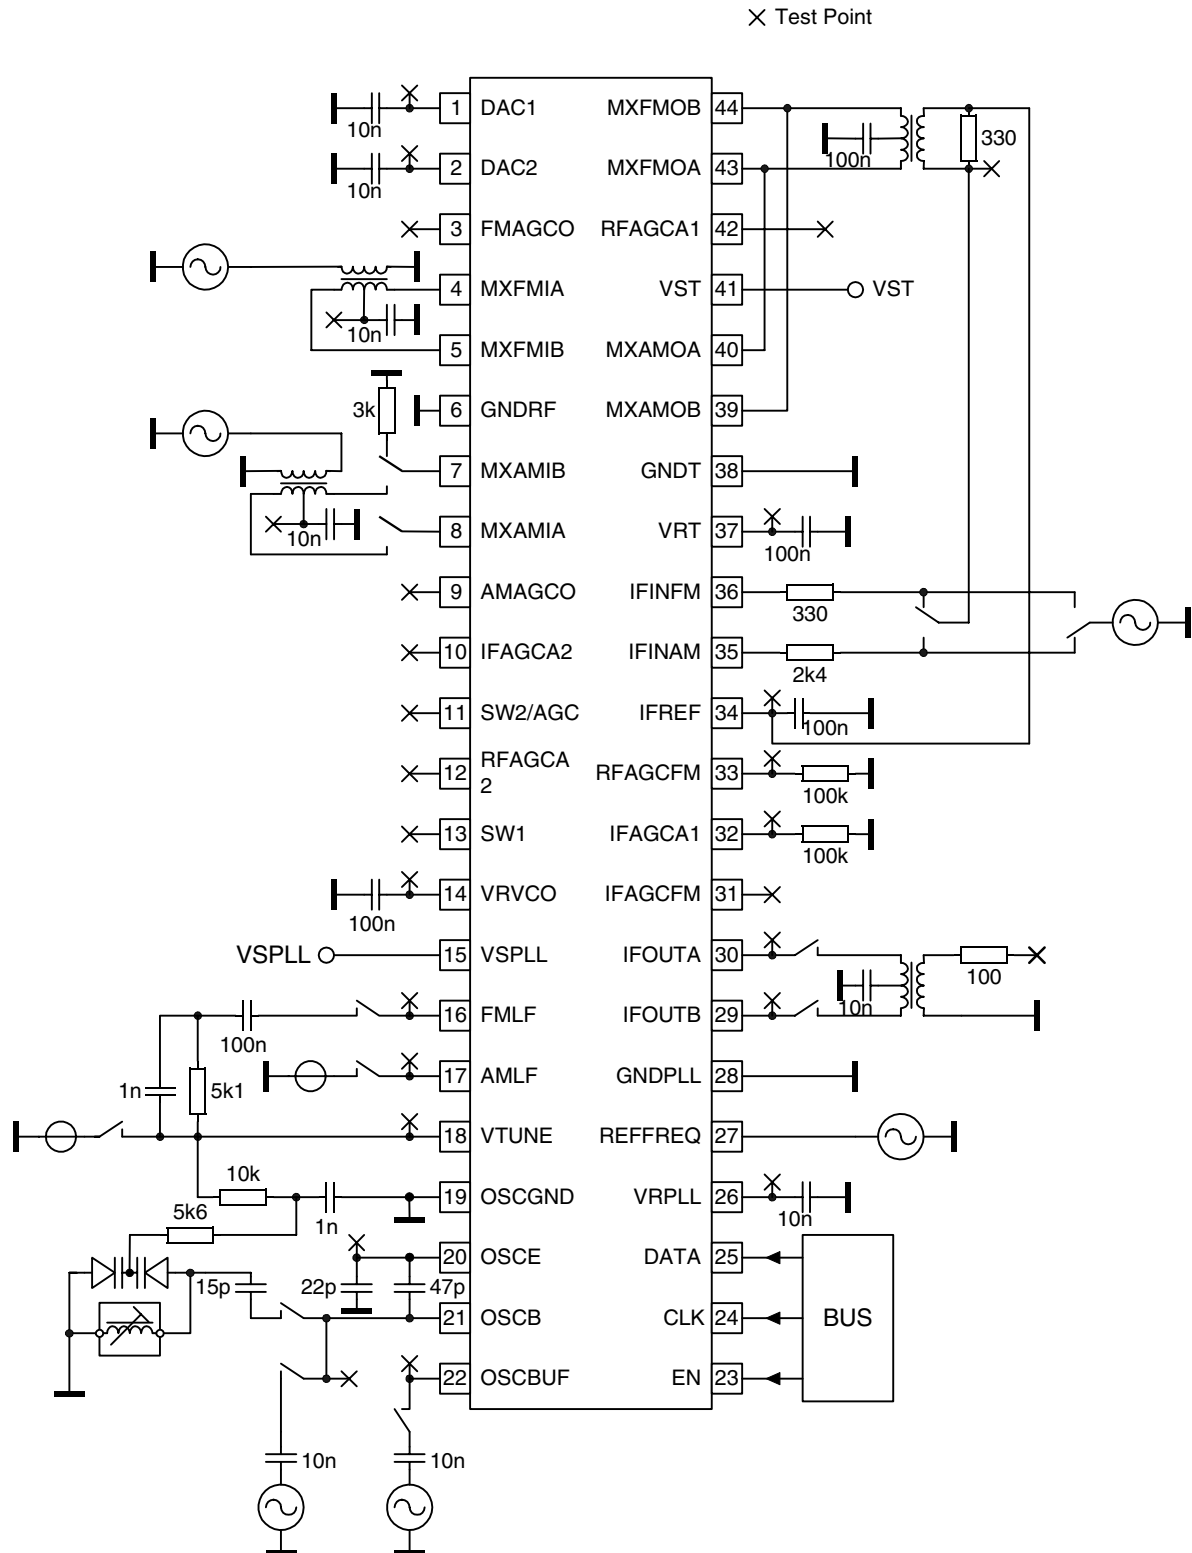 Test Point
1 DAC1 MXFMOB 44
10n
100n
330
2 DAC2 MXFMOA 43
10n
3 FMAGCO RFAGCA1 42
4 MXFMIA VST 41 VST
10n
5 MXFMIB MXAMOA 40
3k
6 GNDRF MXAMOB 39
7 MXAMIB GNDT 38
8 MXAMIA VRT 37
10n
100n
9 AMAGCO IFINFM 36
330
10 IFAGCA2 IFINAM 35
2k4
11 SW2/AGC IFREF 34
100n
12 RFAGCA
2
RFAGCFM 33
100k
13 SW1 IFAGCA1 32
100k
14 VRVCO IFAGCFM 31
100n
VSPLL 15 VSPLL IFOUTA 30
100
10n
16 FMLF IFOUTB 29
100n
17 AMLF GNDPLL 28
1n
5k1
18 VTUNE REFFREQ 27
10k
19 OSCGND VRPLL 26
5k6
1n
10n
20 OSCE DATA 25
15p
22p
47p
21 OSCB CLK 24
BUS
22 OSCBUF EN 23
10n
10n